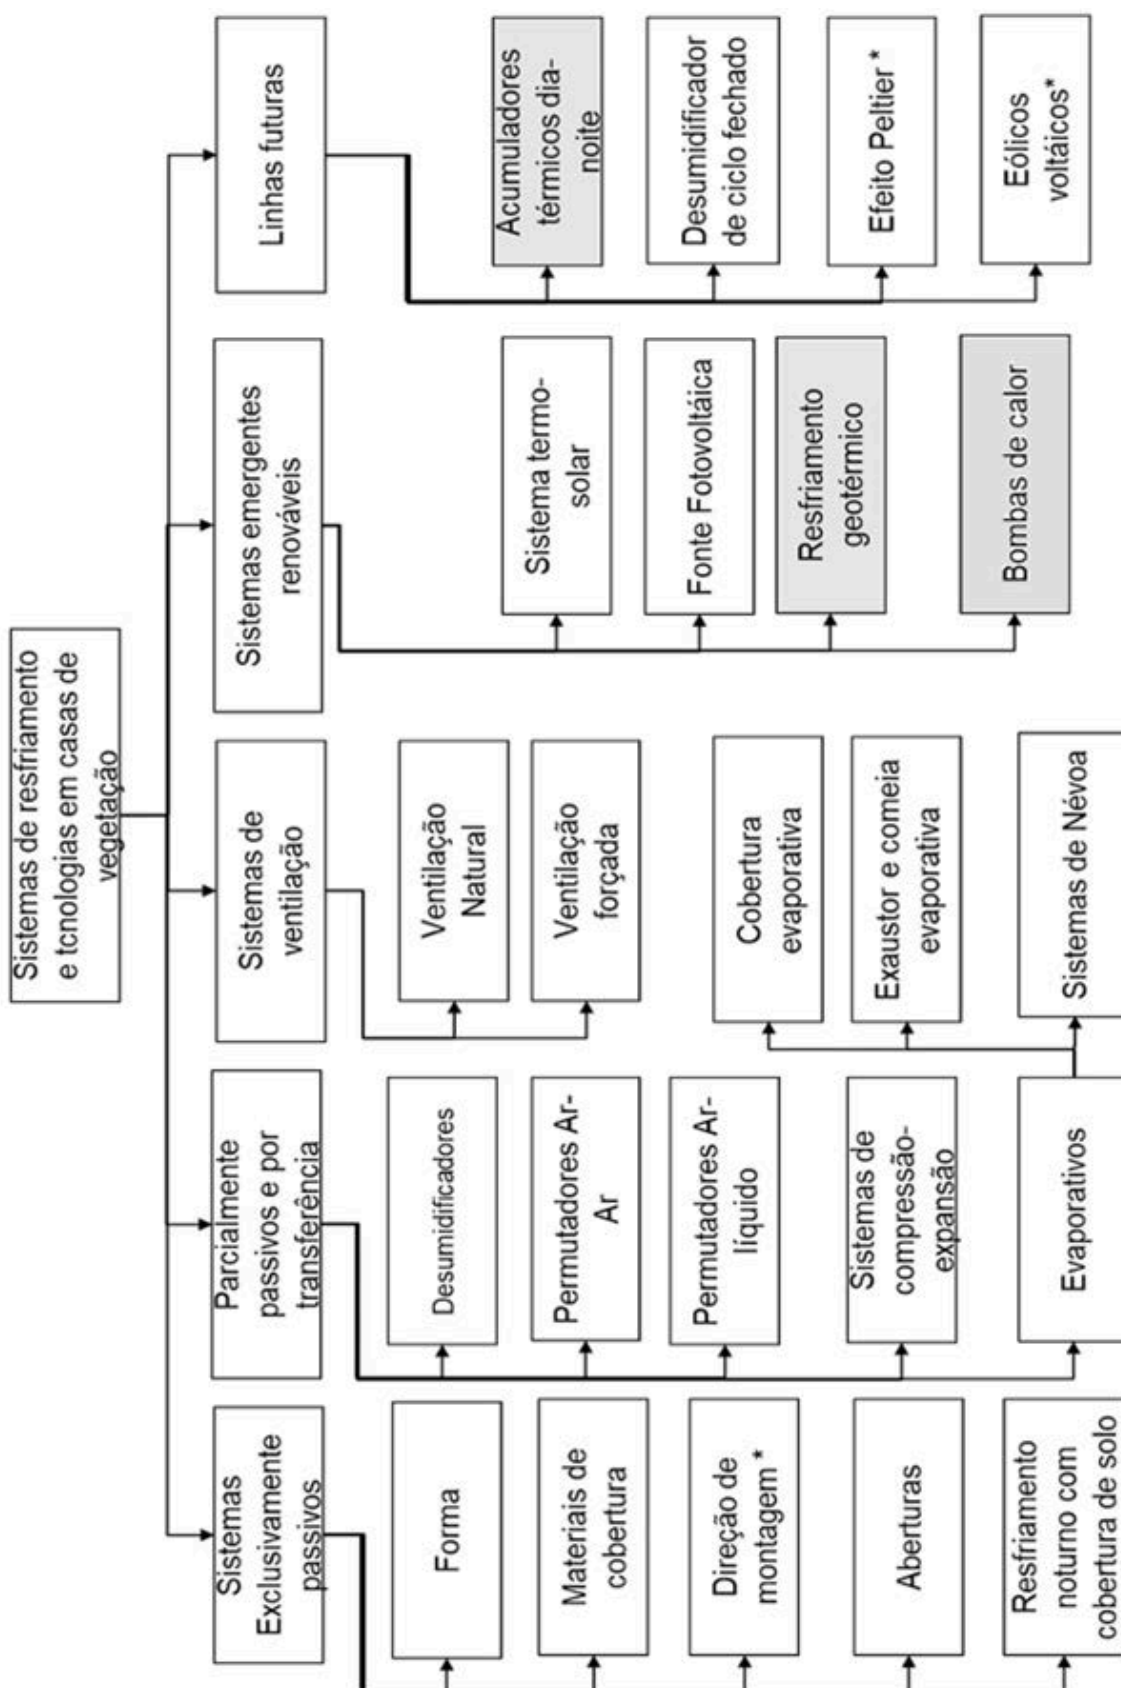 Sistemas de resfriamento
e tcnologias em casas de
vegetação
Sistemas
Exclusivamente
passivos
Forma
Materiais de
cobertura
Direção de
montagem *
Aberturas
Resfriamento
noturno com
cobertura de solo
Parcialmente
passivos e por
transferência
Desumidificadores
Permutadores Ar-
Ar
Permutadores Ar-
líquido
Sistemas de
compressão-
expansão
Evaporativos
Cobertura
evaporativa
Exaustor e comeia
evaporativa
Sistemas de Névoa
Sistemas de
ventilação
Ventilação
Natural
Ventilação
forçada
Sistemas emergentes
renováveis
Sistema termo-
solar
Fonte Fotovoltáica
Resfriamento
geotérmico
Bombas de calor
Linhas futuras
Acumuladores
térmicos dia-
noite
Desumidificador
de ciclo fechado
Efeito Peltier *
Eólicos
voltáicos*